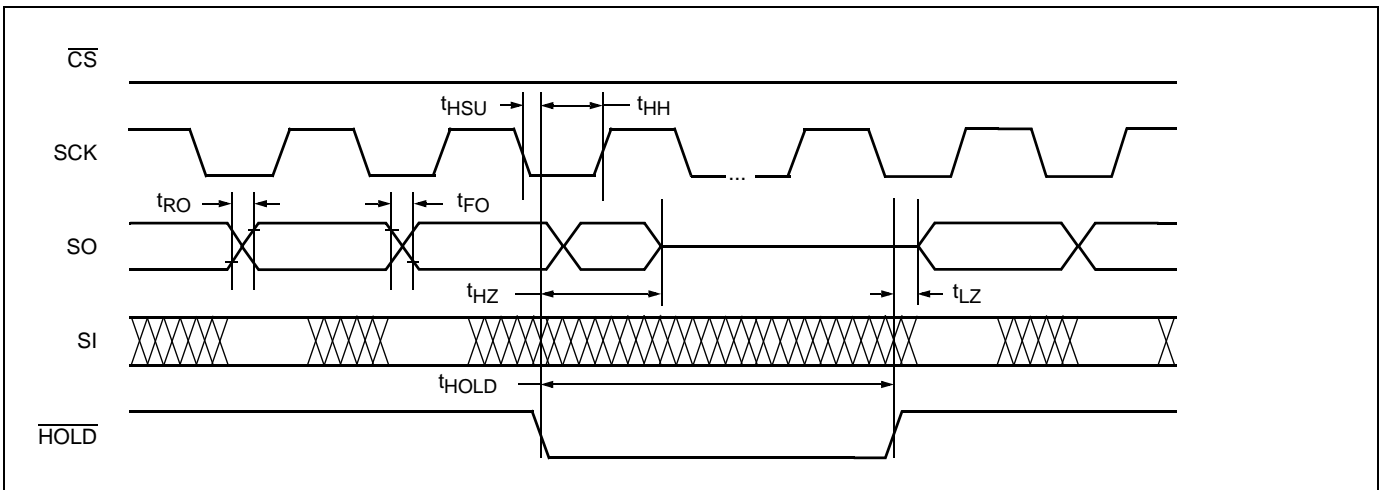 CS
tHSU
tHH
SCK
...
tRO
tFO
SO
tHZ
tLZ
SI
tHOLD
HOLD